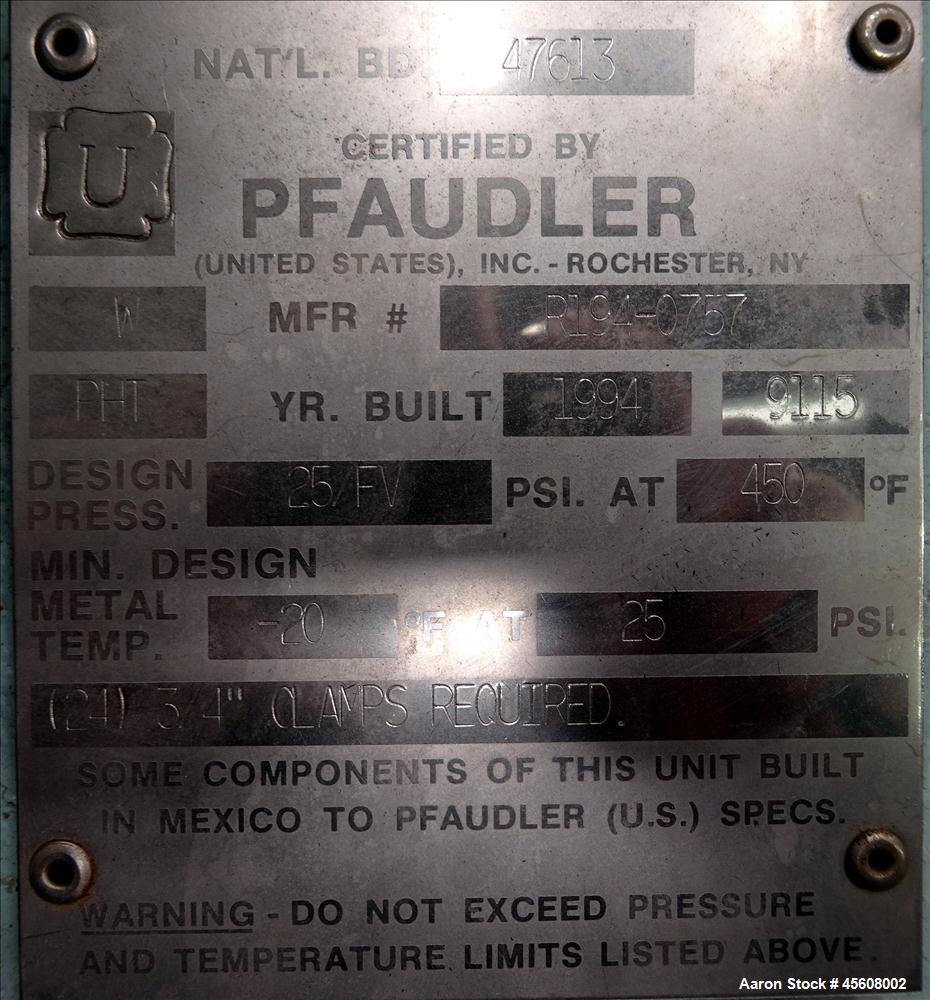 NAT'L. BD. 47613
U
CERTIFIED BY
PFAUDLER
(UNITED STATES), INC. - ROCHESTER, NY
W MFR # R194-0757
PHT YR. BUILT 1994 9115
DESIGN PRESS. 25/FV PSI. AT 450 °F
MIN. DESIGN
METAL TEMP. -20 °F AT 25 PSI.
(24) 3/4" CLAMPS REQUIRED.
SOME COMPONENTS OF THIS UNIT BUILT
IN MEXICO TO PFAUDLER (U.S.) SPECS.
WARNING - DO NOT EXCEED PRESSURE
AND TEMPERATURE LIMITS LISTED ABOVE.
Aaron Stock # 45608002